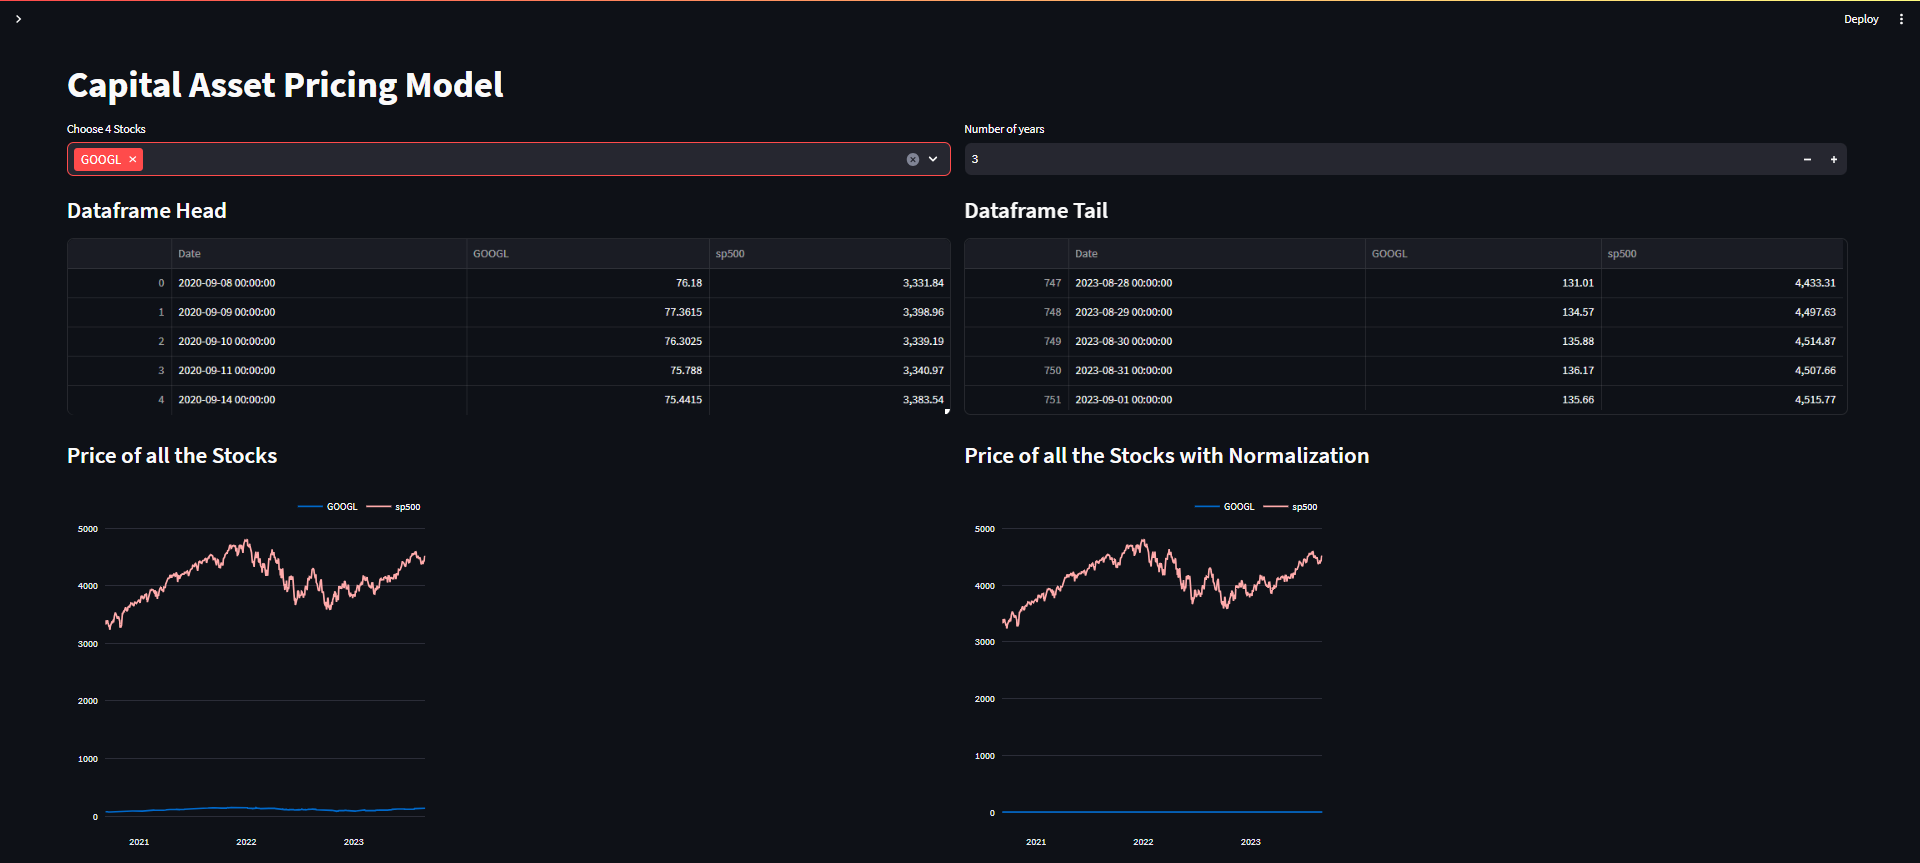 Deploy
Capital Asset Pricing Model
Choose 4 Stocks
Number of years
GOOGL
3
Dataframe Head
Dataframe Tail
Date GOOGL sp500
0 2020-09-08 00:00:00 76.18 3,331.84
1 2020-09-09 00:00:00 77.3615 3,398.96
2 2020-09-10 00:00:00 76.3025 3,339.19
3 2020-09-11 00:00:00 75.788 3,340.97
4 2020-09-14 00:00:00 75.4415 3,383.54
Date GOOGL sp500
747 2023-08-28 00:00:00 131.01 4,433.31
748 2023-08-29 00:00:00 134.57 4,497.63
749 2023-08-30 00:00:00 135.88 4,514.87
750 2023-08-31 00:00:00 136.17 4,507.66
751 2023-09-01 00:00:00 135.66 4,515.77
Price of all the Stocks
GOOGL sp500
5000
4000
3000
2000
1000
0
2021 2022 2023
Price of all the Stocks with Normalization
GOOGL sp500
5000
4000
3000
2000
1000
0
2021 2022 2023